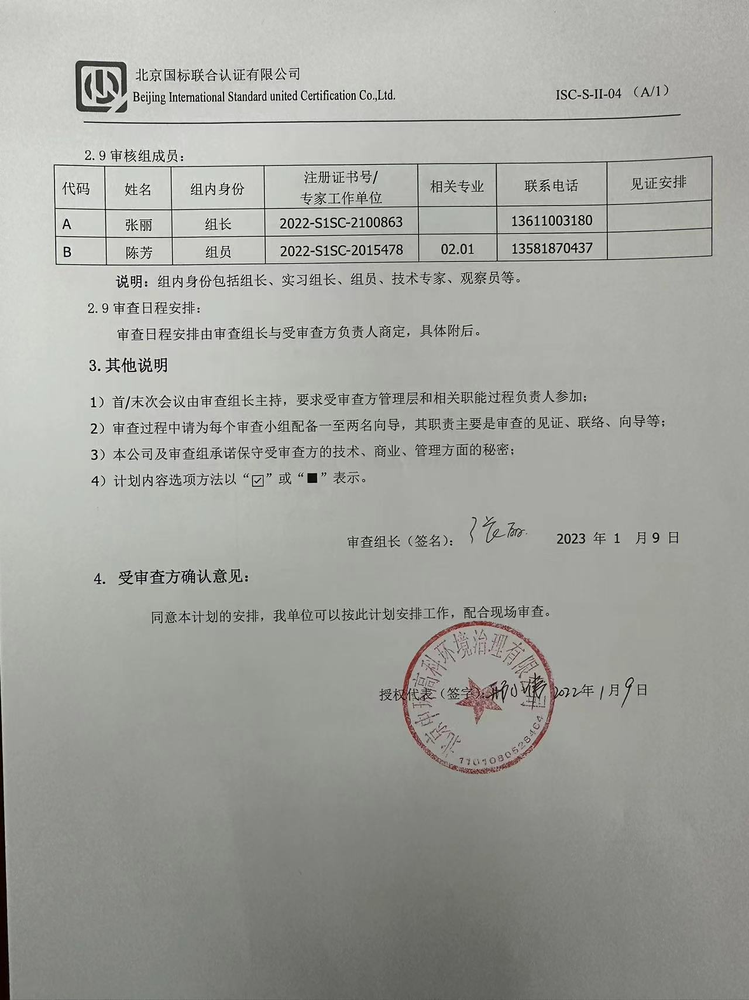 北京国标联合认证有限公司
Beijing International Standard united Certification Co.,Ltd.
ISC-S-II-04 （A/1）
2.9 审核组成员：
代码 姓名 组内身份 注册证书号/专家工作单位 相关专业 联系电话 见证安排
A 张丽 组长 2022-S1SC-2100863 13611003180
B 陈芳 组员 2022-S1SC-2015478 02.01 13581870437
说明：组内身份包括组长、实习组长、组员、技术专家、观察员等。
2.9 审查日程安排：
审查日程安排由审查组长与受审查方负责人商定，具体附后。
3.其他说明
1）首/末次会议由审查组长主持，要求受审查方管理层和相关职能过程负责人参加；
2）审查过程中请为每个审查小组配备一至两名向导，其职责主要是审查的见证、联络、向导等；
3）本公司及审查组承诺保守受审查方的技术、商业、管理方面的秘密；
4）计划内容选项方法以“☑”或“■”表示。
审查组长（签名）： 张丽 2023 年 1 月 9 日
4. 受审查方确认意见：
同意本计划的安排，我单位可以按此计划安排工作，配合现场审查。
授权代表（签字）： 2022年 1月 9日
北京中环高科环境治理有限公司
1101080528464